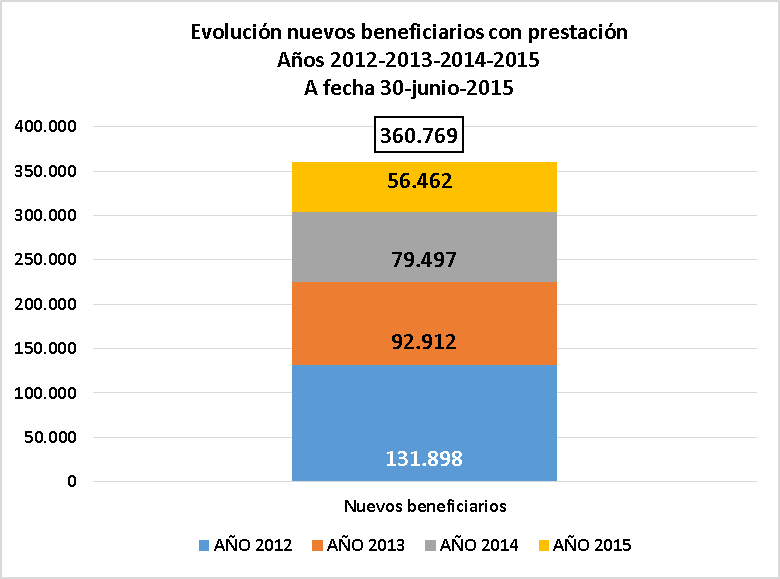 Evolución nuevos beneficiarios con prestación
Años 2012-2013-2014-2015
A fecha 30-junio-2015
400.000
360.769
350.000
56.462
300.000
250.000
79.497
200.000
150.000
92.912
100.000
50.000
131.898
0
Nuevos beneficiarios
AÑO 2012 AÑO 2013 AÑO 2014 AÑO 2015